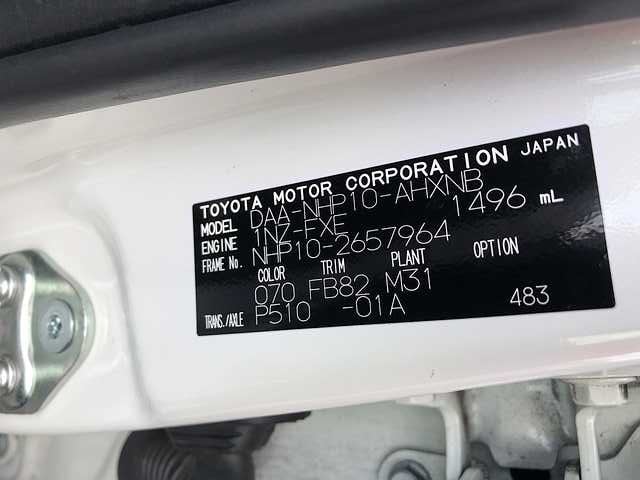 TOYOTA MOTOR CORPORATION JAPAN
MODEL DAA-NHP10-AHXNB
ENGINE 1NZ-FXE 1496 mL
FRAME No. NHP10-2657964
COLOR TRIM PLANT OPTION
070 FB82 M31
TRANS./AXLE P510 -01A 483